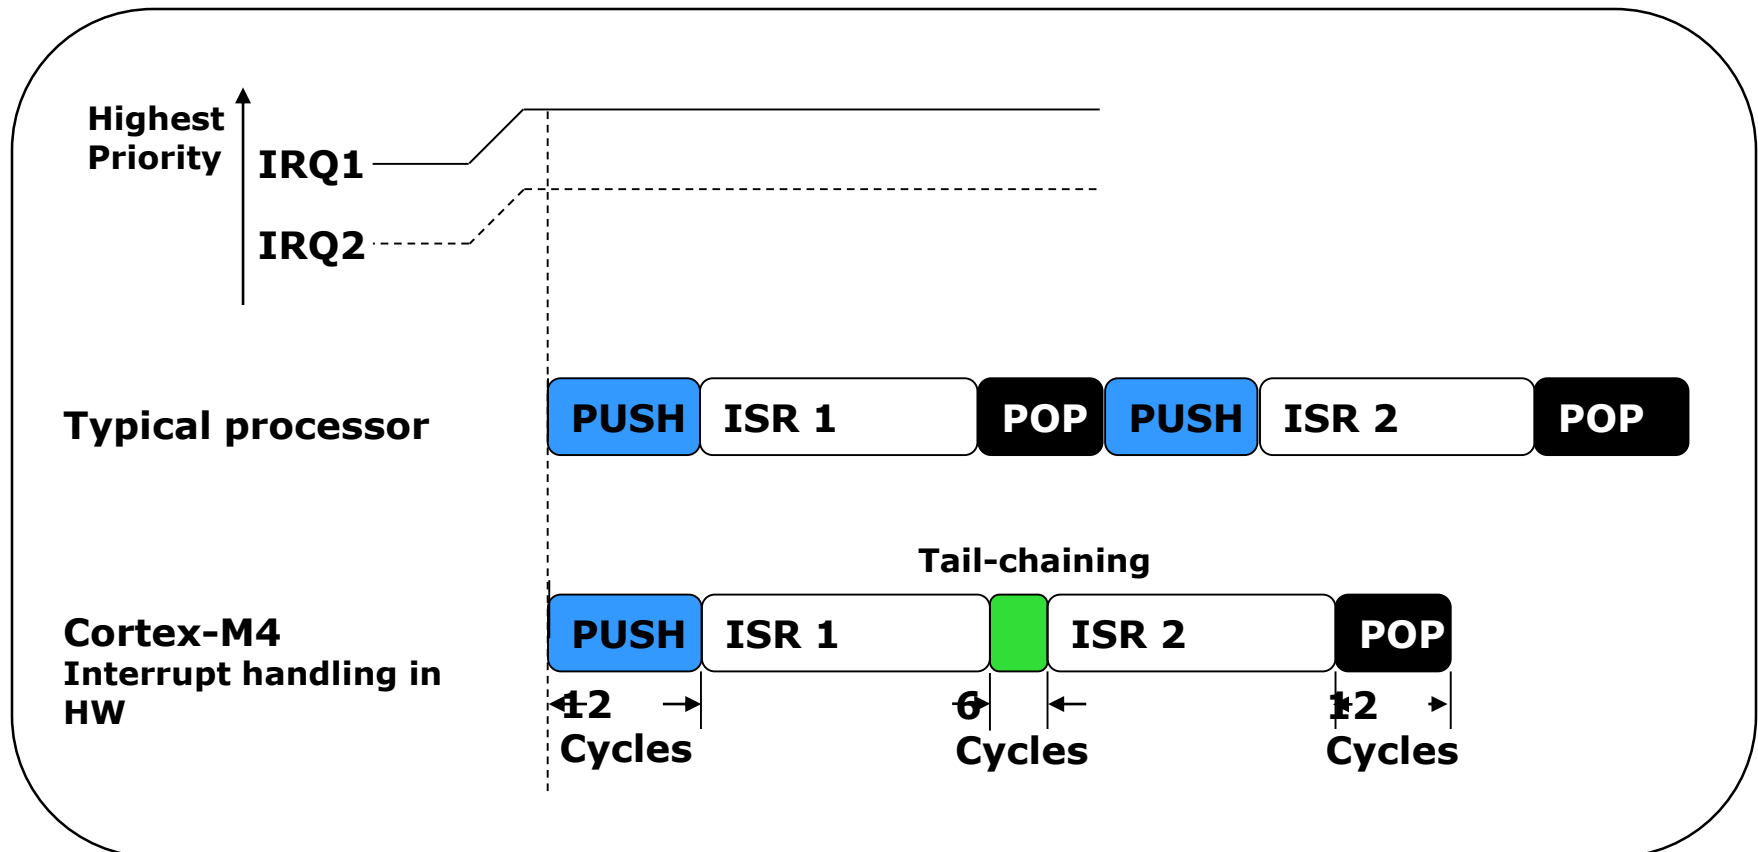 Highest
Priority
IRQ1
IRQ2
Typical processor
PUSH ISR 1 POP PUSH ISR 2 POP
Tail-chaining
Cortex-M4
Interrupt handling in
HW
PUSH ISR 1 ISR 2 POP
12 6 12
Cycles Cycles Cycles